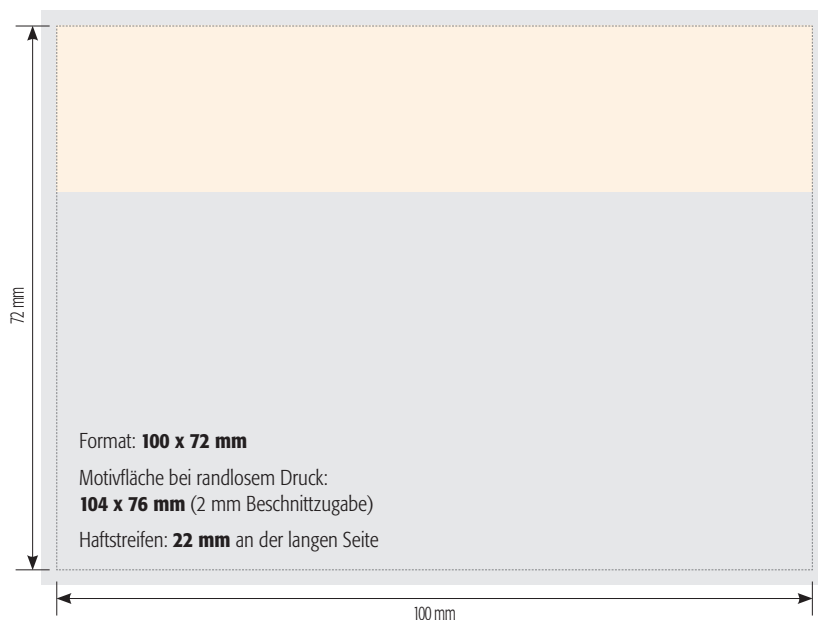 72 mm
Format: 100 x 72 mm
Motivfläche bei randlosem Druck:
104 x 76 mm (2 mm Beschnittzugabe)
Haftstreifen: 22 mm an der langen Seite
100 mm